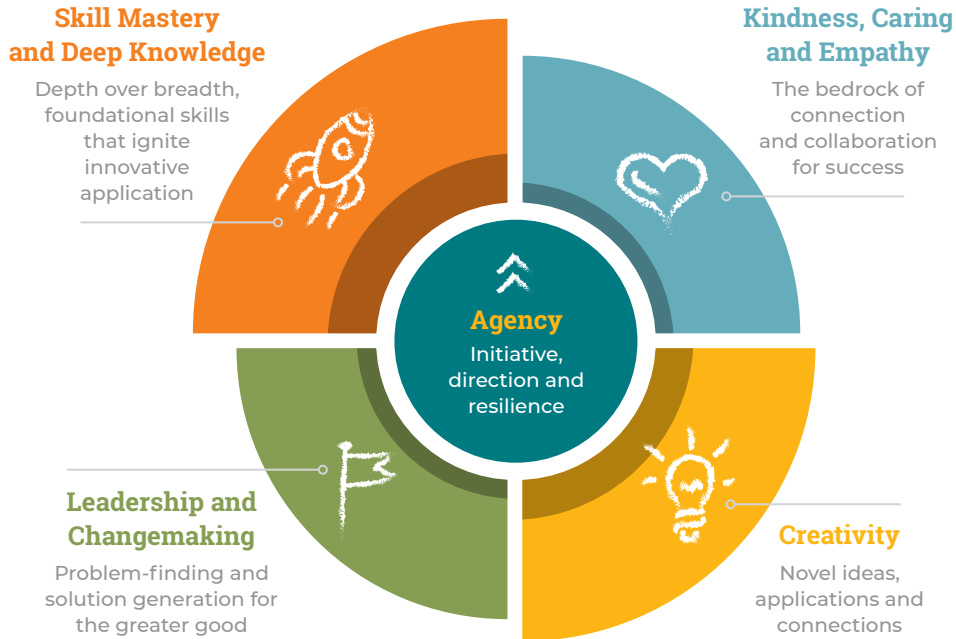 Skill Mastery
and Deep Knowledge
Depth over breadth,
foundational skills
that ignite
innovative
application
Kindness, Caring
and Empathy
The bedrock of
connection
and collaboration
for success
Agency
Initiative,
direction and
resilience
Leadership and
Changemaking
Problem-finding and
solution generation for
the greater good
Creativity
Novel ideas,
applications and
connections